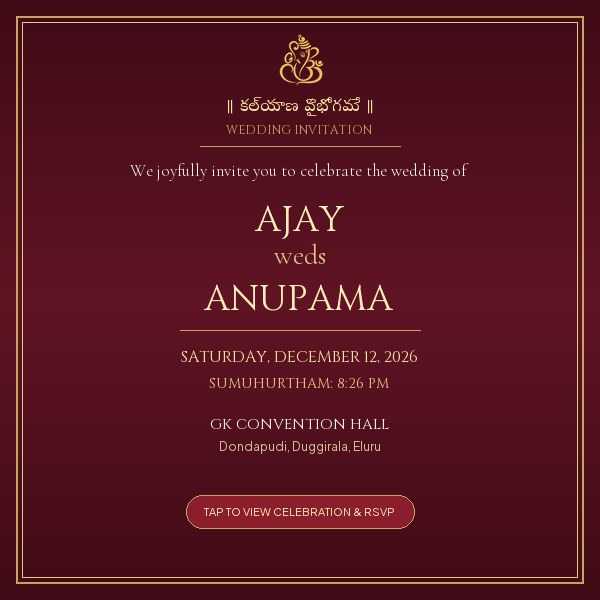 ॥ కల్యాణ వైభోగమే ॥
WEDDING INVITATION
We joyfully invite you to celebrate the wedding of
AJAY
weds
ANUPAMA
SATURDAY, DECEMBER 12, 2026
SUMUHURTHAM: 8:26 PM
GK CONVENTION HALL
Dondapudi, Duggirala, Eluru
TAP TO VIEW CELEBRATION & RSVP